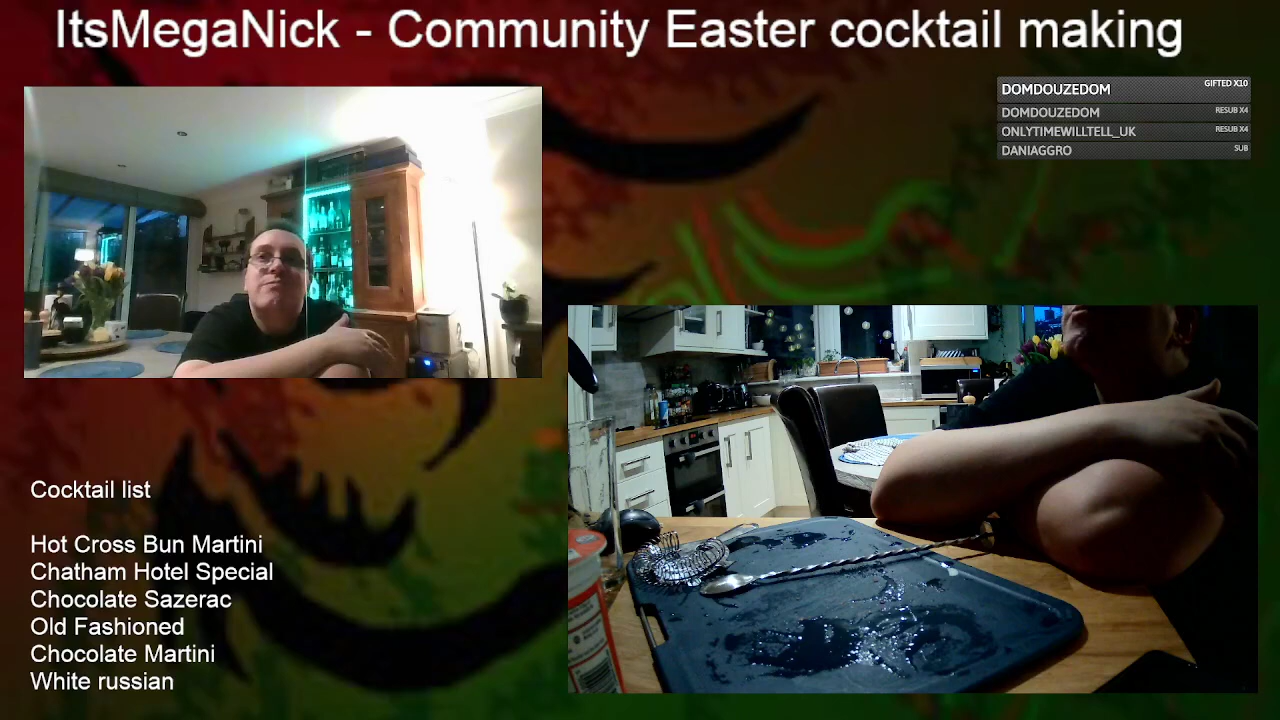 ItsMegaNick - Community Easter cocktail making
DOMDOUZEDOM GIFTED X10
DOMDOUZEDOM RESUB X4
ONLYTIMEWILLTELL_UK RESUB X4
DANIAGGRO SUB
Cocktail list
Hot Cross Bun Martini
Chatham Hotel Special
Chocolate Sazerac
Old Fashioned
Chocolate Martini
White russian